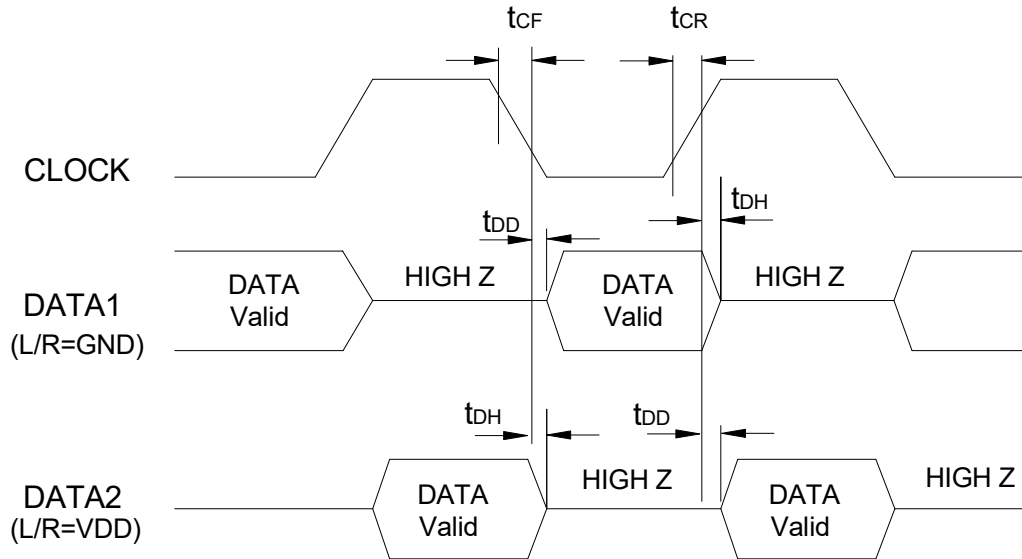 tCF
tCR
CLOCK
tDH
tDD
DATA1
(L/R=GND)
DATA
Valid
HIGH Z
DATA
Valid
HIGH Z
tDH
tDD
DATA2
(L/R=VDD)
DATA
Valid
HIGH Z
DATA
Valid
HIGH Z